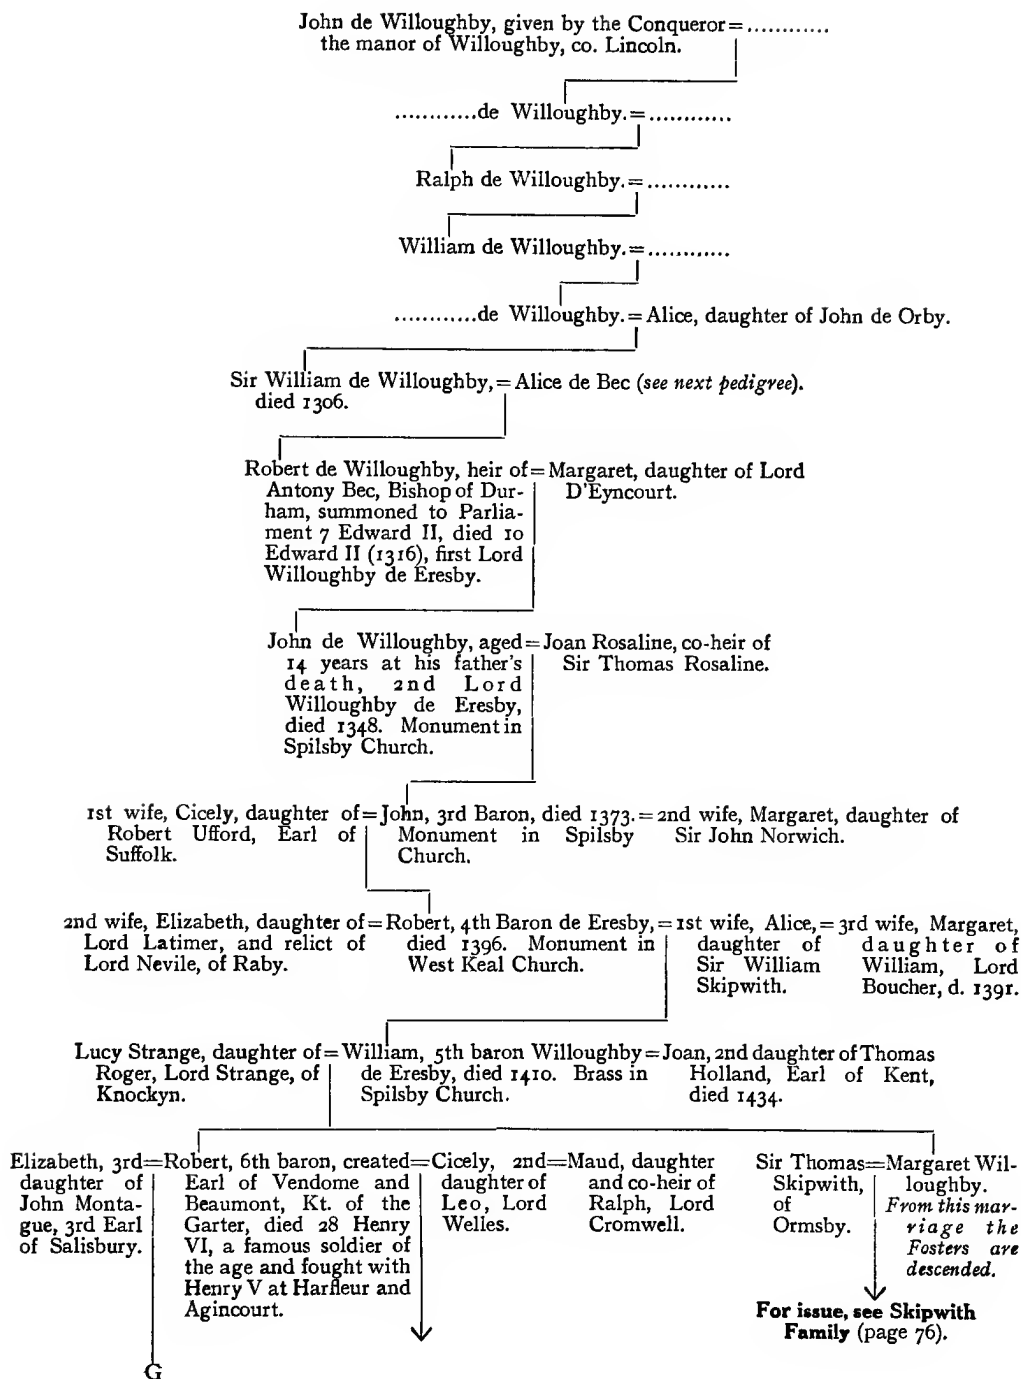 John de Willoughby, given by the Conqueror = ............
the manor of Willoughby, co. Lincoln.
............de Willoughby. = ............
Ralph de Willoughby. = ............
William de Willoughby. = ............
............de Willoughby. = Alice, daughter of John de Orby.
Sir William de Willoughby, = Alice de Bec (see next pedigree).
died 1306.
Robert de Willoughby, heir of = Margaret, daughter of Lord
Antony Bec, Bishop of Dur- D'Eyncourt.
ham, summoned to Parlia-
ment 7 Edward II, died 10
Edward II (1316), first Lord
Willoughby de Eresby.
John de Willoughby, aged = Joan Rosaline, co-heir of
14 years at his father's Sir Thomas Rosaline.
death, 2nd Lord
Willoughby de Eresby,
died 1348. Monument in
Spilsby Church.
1st wife, Cicely, daughter of = John, 3rd Baron, died 1373. = 2nd wife, Margaret, daughter of
Robert Ufford, Earl of Monument in Spilsby Sir John Norwich.
Suffolk. Church.
2nd wife, Elizabeth, daughter of = Robert, 4th Baron de Eresby, = 1st wife, Alice, = 3rd wife, Margaret,
Lord Latimer, and relict of died 1396. Monument in daughter of daughter of
Lord Nevile, of Raby. West Keal Church. Sir William William, Lord
Skipwith. Boucher, d. 1391.
Lucy Strange, daughter of = William, 5th baron Willoughby = Joan, 2nd daughter of Thomas
Roger, Lord Strange, of de Eresby, died 1410. Brass in Holland, Earl of Kent,
Knockyn. Spilsby Church. died 1434.
Elizabeth, 3rd = Robert, 6th baron, created = Cicely, 2nd = Maud, daughter Sir Thomas = Margaret Wil-
daughter of Earl of Vendome and daughter of and co-heir of Skipwith, loughby.
John Monta- Beaumont, Kt. of the Leo, Lord Ralph, Lord of From this mar-
gue, 3rd Earl Garter, died 28 Henry Welles. Cromwell. Ormsby. riage the
of Salisbury. VI, a famous soldier of Fosters are
the age and fought with descended.
Henry V at Harfleur and
Agincourt.
For issue, see Skipwith
Family (page 76).
G